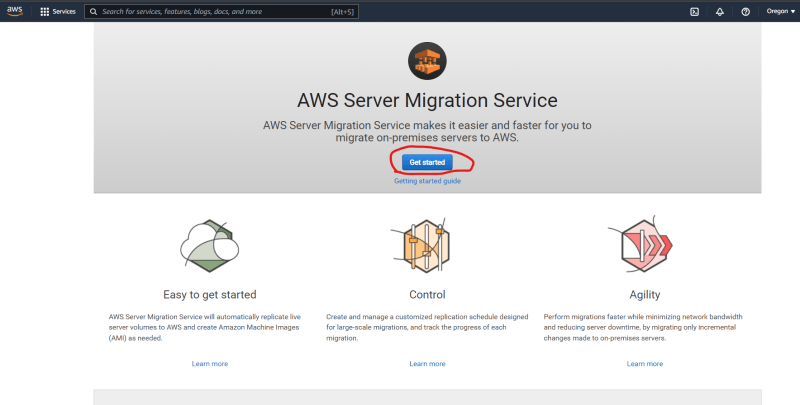 aws
Services
Search for services, features, blogs, docs, and more
[Alt+S]
Oregon
AWS Server Migration Service
AWS Server Migration Service makes it easier and faster for you to
migrate on-premises servers to AWS.
Get started
Getting started guide
Easy to get started
AWS Server Migration Service will automatically replicate live
server volumes to AWS and create Amazon Machine Images
(AMI) as needed.
Learn more
Control
Create and manage a customized replication schedule designed
for large-scale migrations, and track the progress of each
migration.
Learn more
Agility
Perform migrations faster while minimizing network bandwidth
and reducing server downtime, by migrating only incremental
changes made to on-premises servers.
Learn more